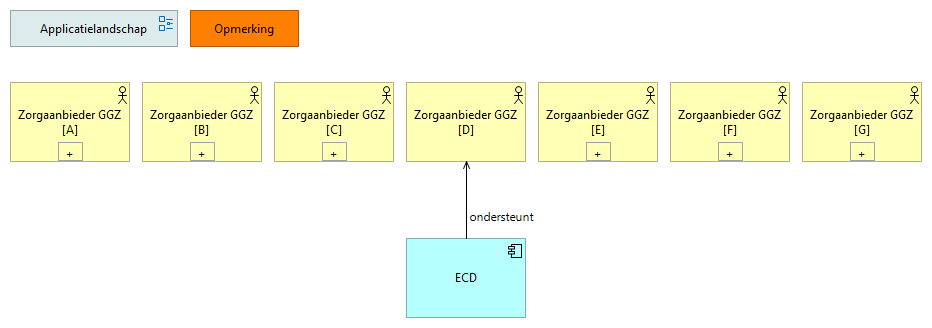 Applicatielandschap
Opmerking
Zorgaanbieder GGZ
[A]
+
Zorgaanbieder GGZ
[B]
+
Zorgaanbieder GGZ
[C]
+
Zorgaanbieder GGZ
[D]
Zorgaanbieder GGZ
[E]
+
Zorgaanbieder GGZ
[F]
+
Zorgaanbieder GGZ
[G]
+
ondersteunt
ECD